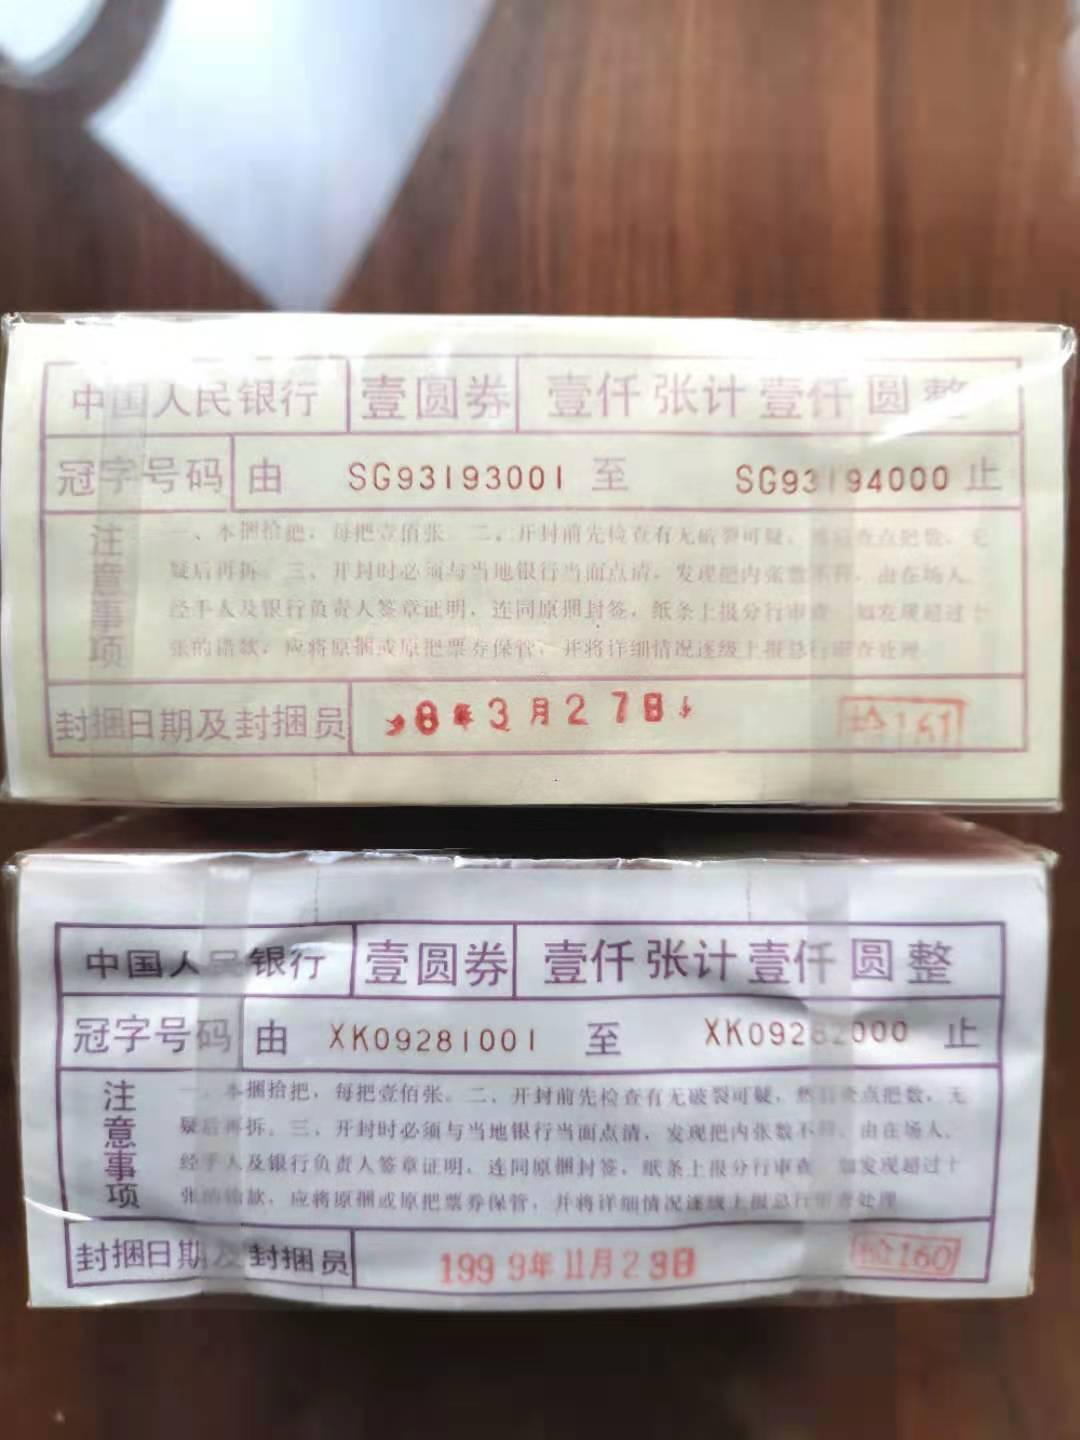 中国人民银行 壹圆券 壹仟张计壹仟圆整
冠字号码 由 SG93193001 至 SG93194000 止
注意事项
一、本捆拾把，每把壹佰张。二、开封前先检查有无破裂可疑，查点把数，无
疑后再拆。三、开封时必须与当地银行当面点清，发现把内张数不符，由在场人、
经手人及银行负责人签章证明，连同原捆封签，纸条上报分行审查。如发现超过十
张的错款，应将原捆或原把票券保管，并将详细情况逐级上报总行审查处理
封捆日期及封捆员 8年3月27日 检161
中国人民银行 壹圆券 壹仟张计壹仟圆整
冠字号码 由 XK09281001 至 XK09282000 止
注意事项
一、本捆拾把，每把壹佰张。二、开封前先检查有无破裂可疑，然后查点把数，无
疑后再拆。三、开封时必须与当地银行当面点清，发现把内张数不符，由在场人、
经手人及银行负责人签章证明，连同原捆封签，纸条上报分行审查。如发现超过十
张的错款，应将原捆或原把票券保管，并将详细情况逐级上报总行审查处理
封捆日期及封捆员 1999年11月23日 检160